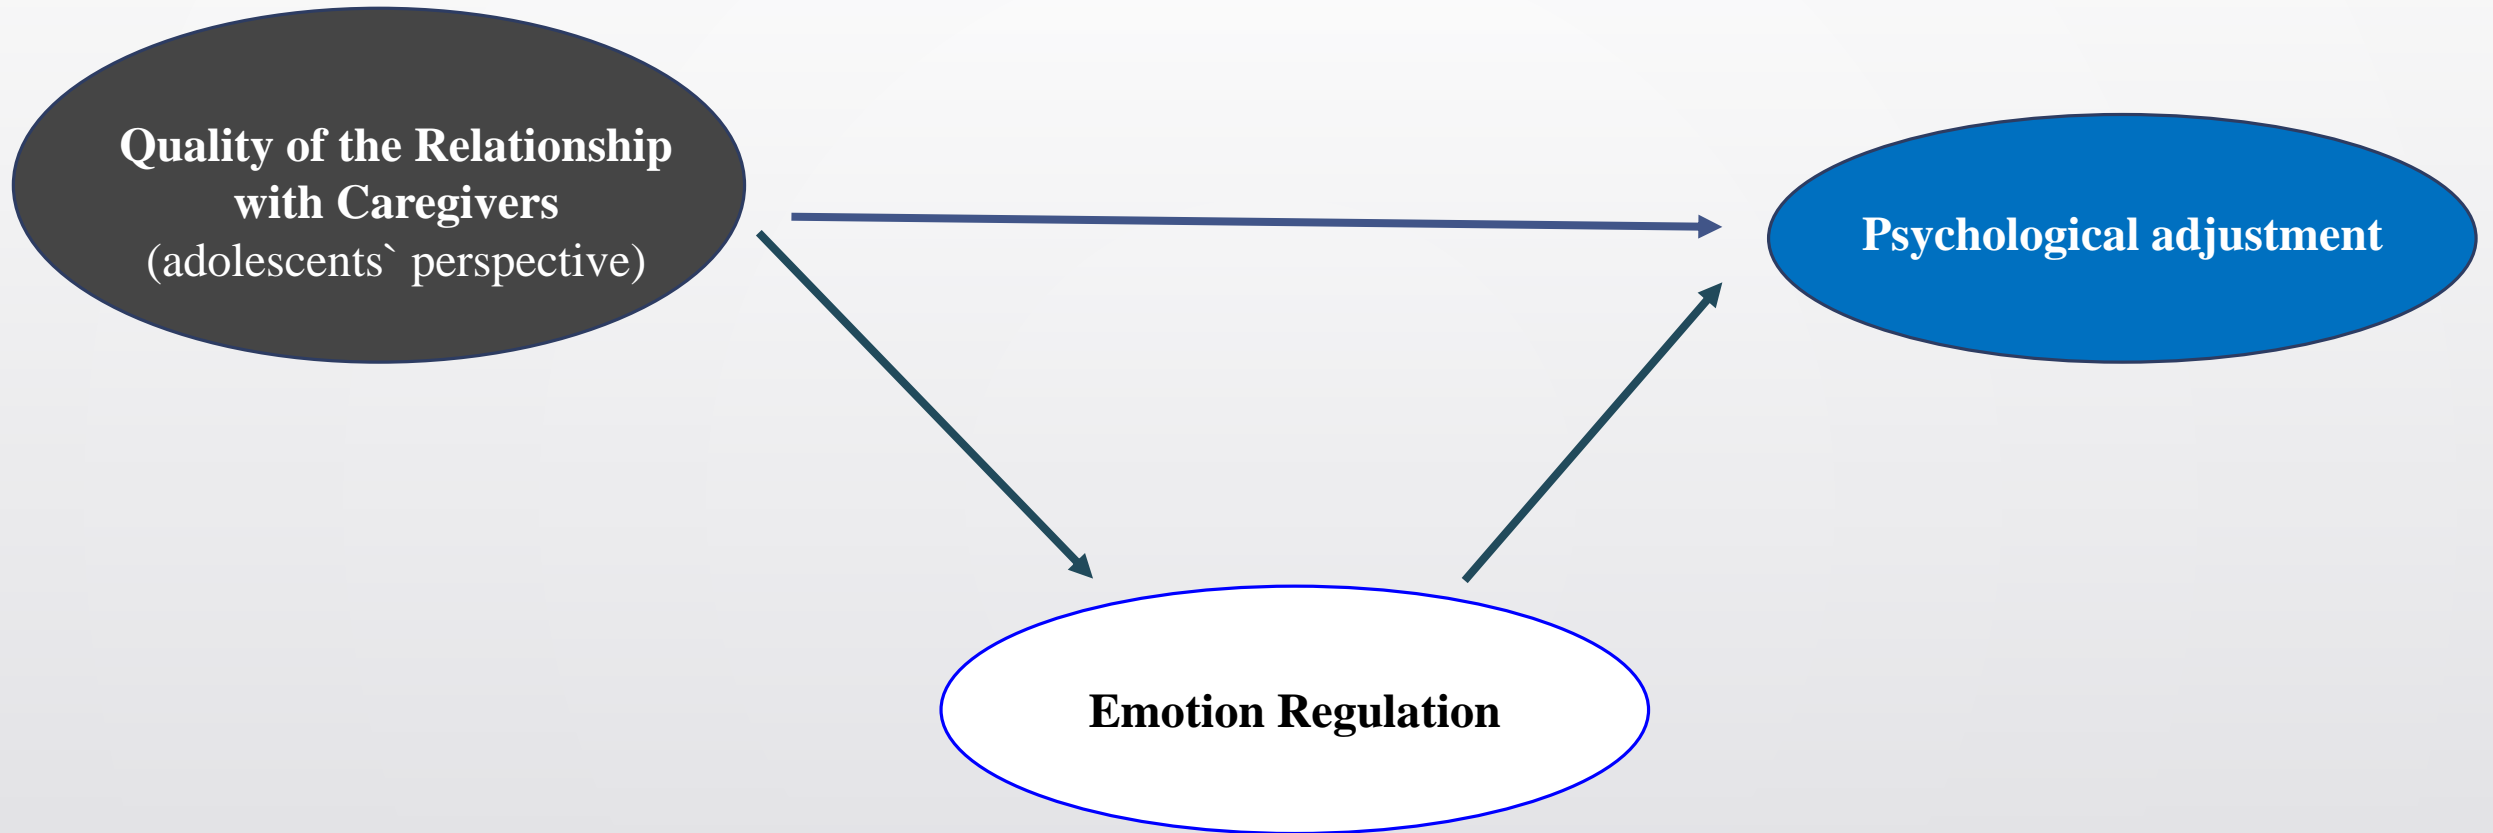 Quality of the Relationship
with Caregivers
(adolescents` perspective)
Psychological adjustment
Emotion Regulation